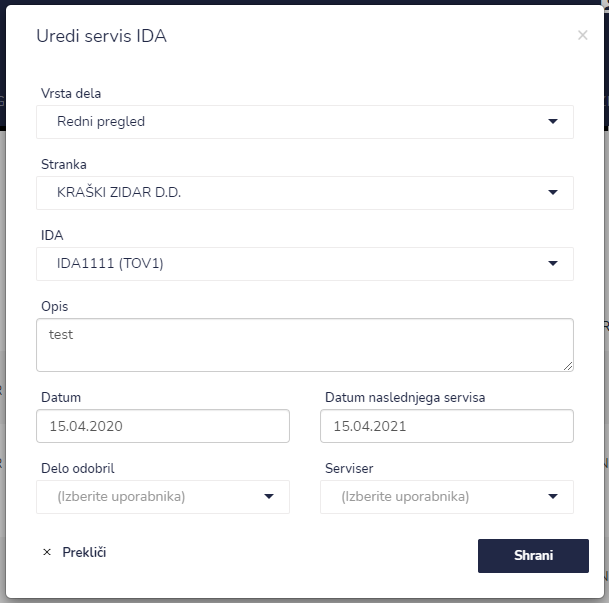 Uredi servis IDA
×
Vrsta dela
Redni pregled
Stranka
KRAŠKI ZIDAR D.D.
IDA
IDA1111 (TOV1)
Opis
test
Datum
Datum naslednjega servisa
15.04.2020
15.04.2021
Delo odobril
Serviser
(Izberite uporabnika)
(Izberite uporabnika)
× Prekliči
Shrani